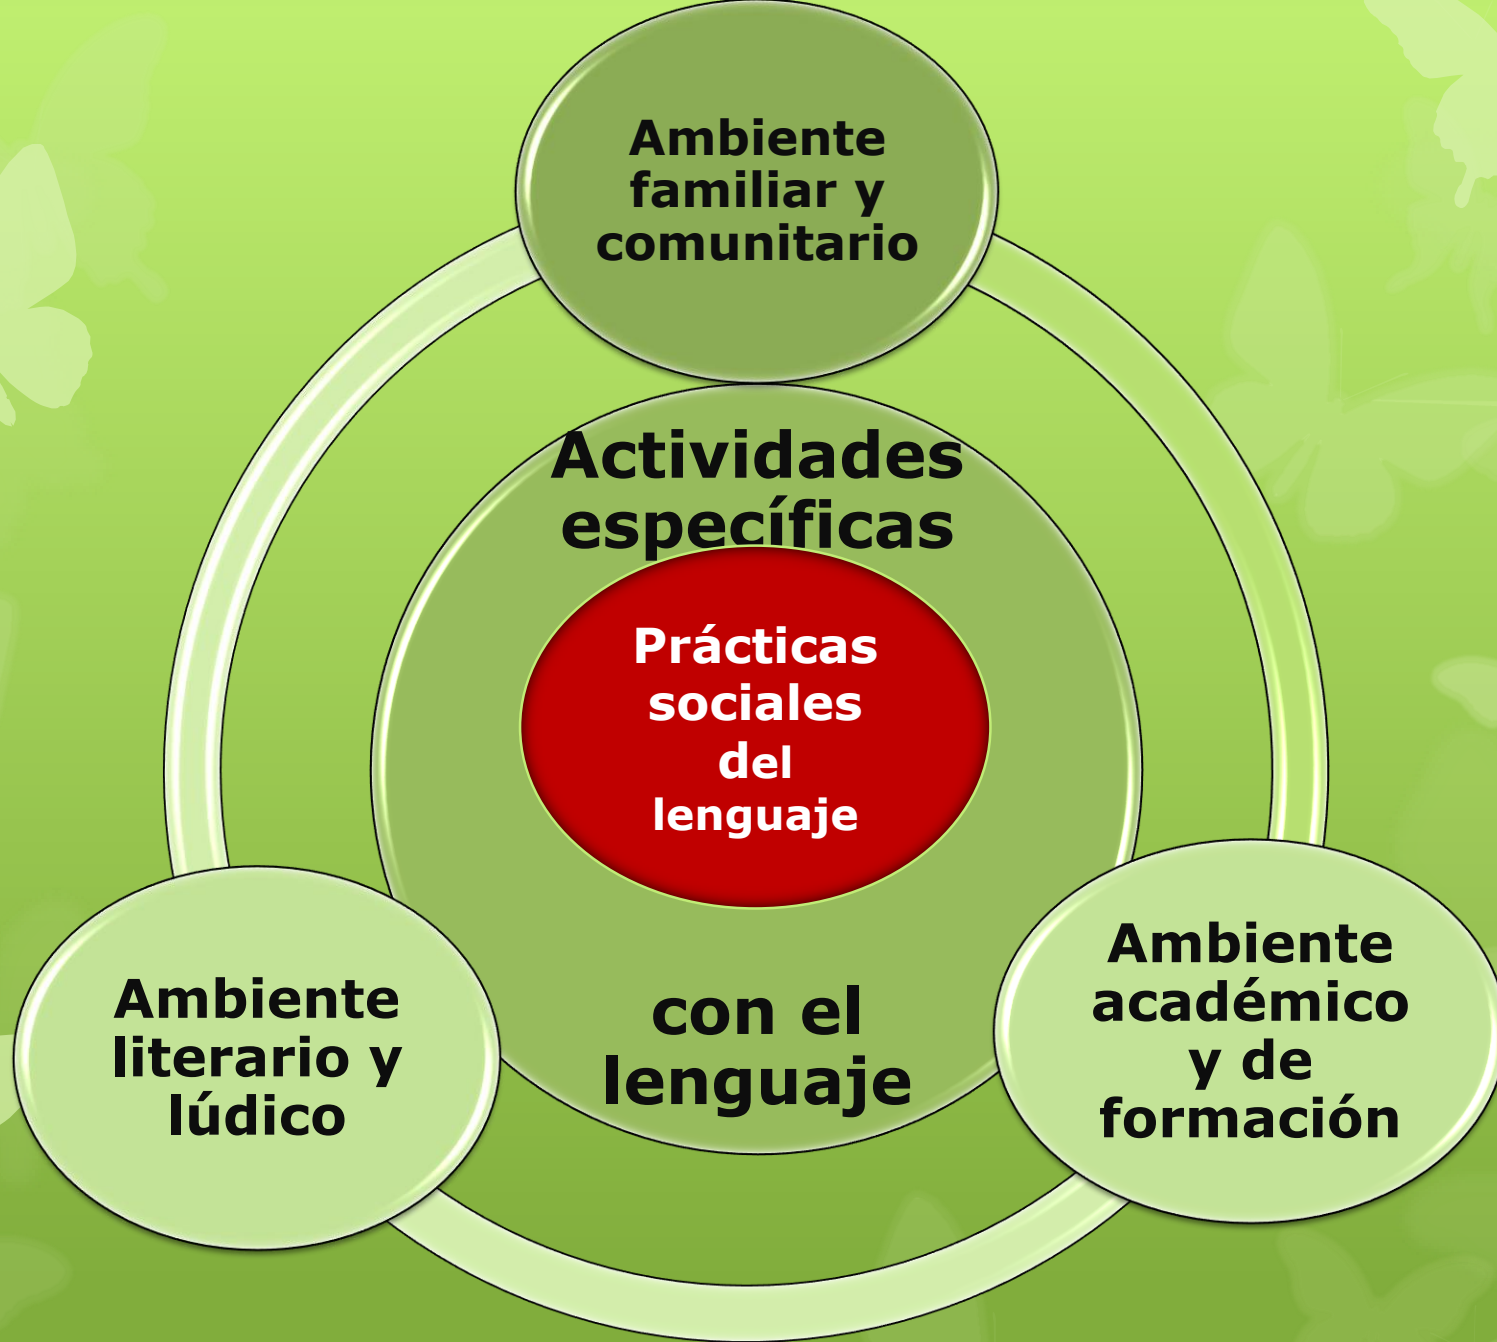 Ambiente
familiar y
comunitario
Actividades
específicas
Prácticas
sociales
del
lenguaje
con el
lenguaje
Ambiente
literario y
lúdico
Ambiente
académico
y de
formación